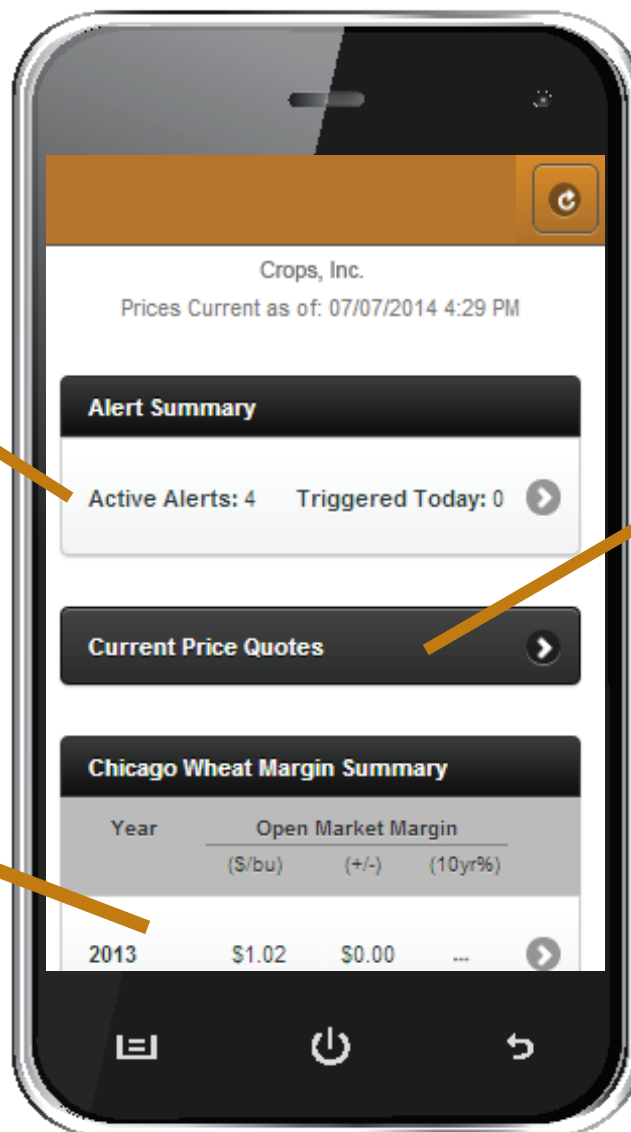 Crops, Inc.
Prices Current as of: 07/07/2014 4:29 PM
Alert Summary
Active Alerts: 4 Triggered Today: 0
Current Price Quotes
Chicago Wheat Margin Summary
Year Open Market Margin
($/bu) (+/-) (10yr%)
2013 $1.02 $0.00 ---